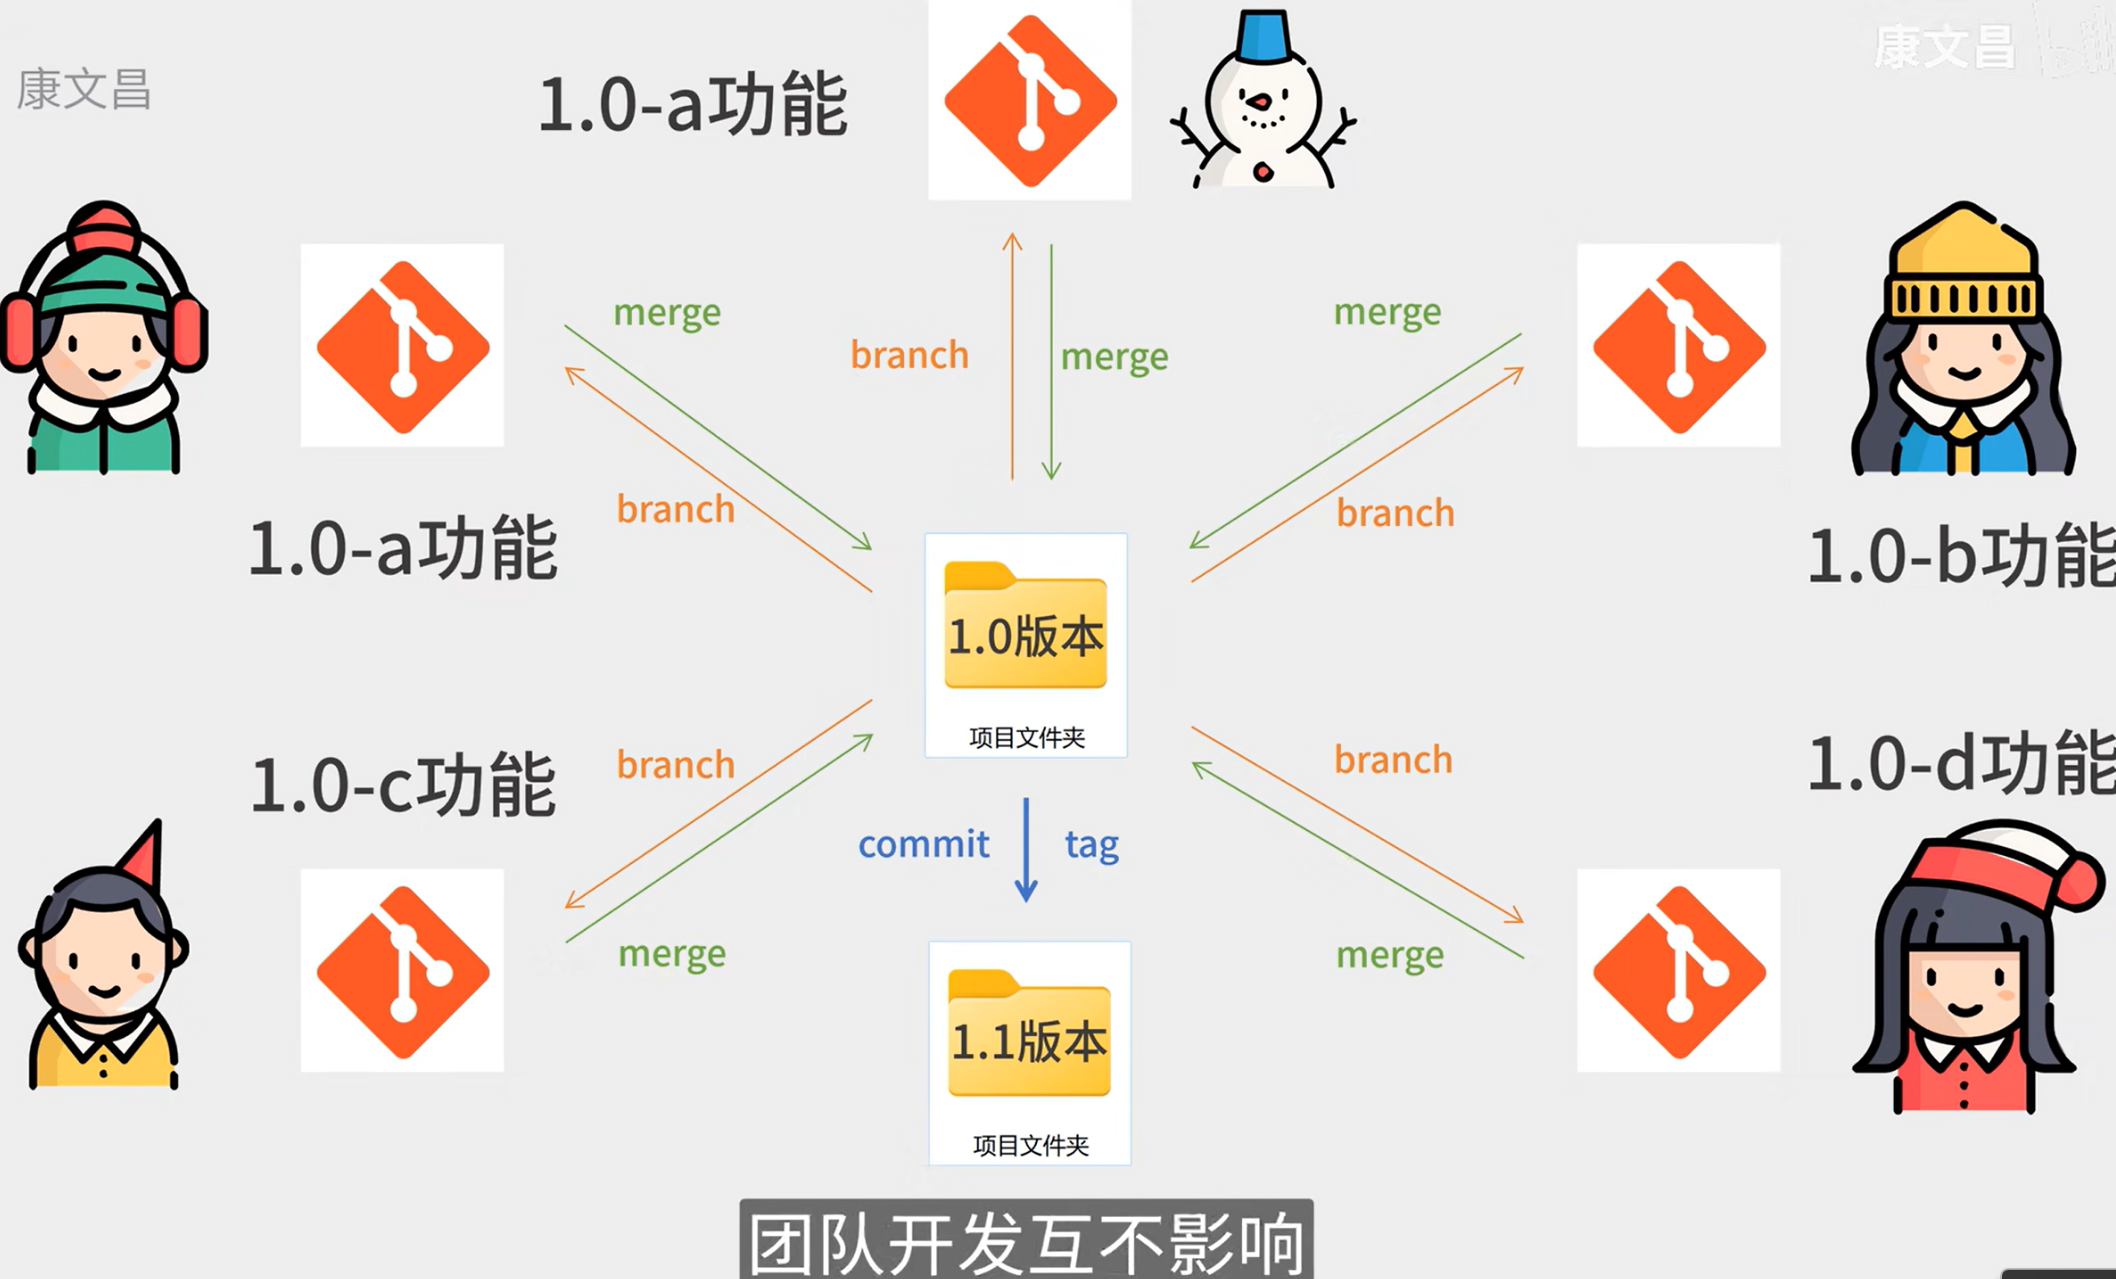 康文昌
康文昌
1.0-a功能
merge
branch
merge
merge
branch
branch
1.0-a功能
1.0-b功能
1.0版本
项目文件夹
1.0-c功能
branch
branch
1.0-d功能
commit
tag
merge
merge
1.1版本
项目文件夹
团队开发互不影响